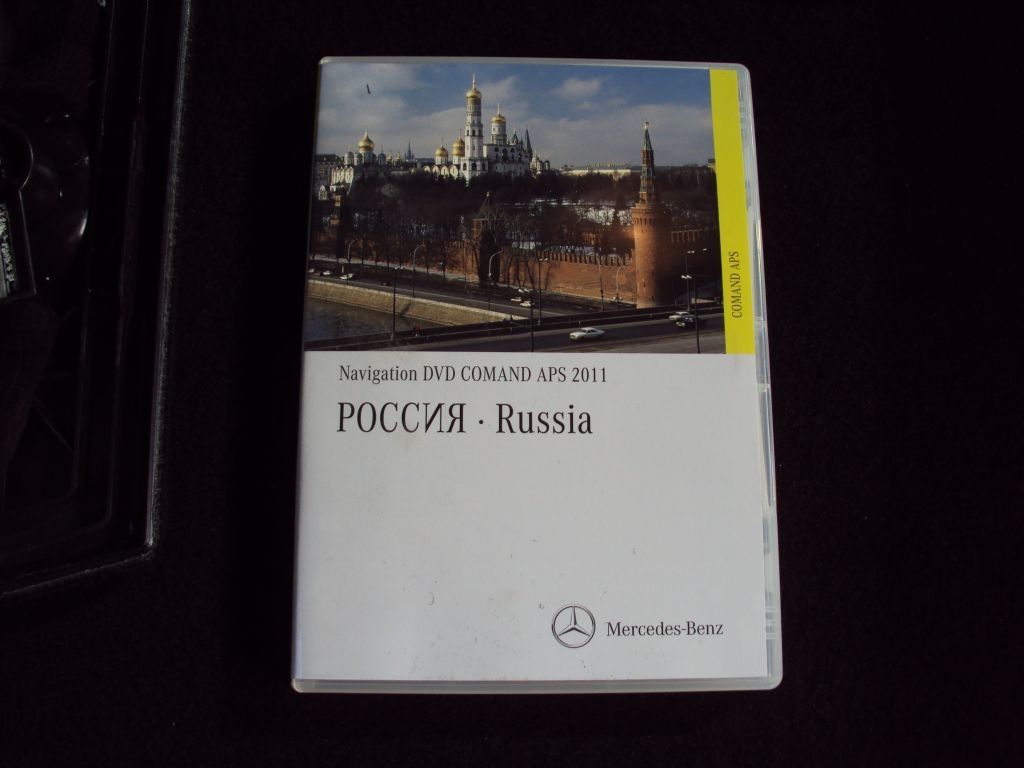 COMAND APS
Navigation DVD COMAND APS 2011
РОССИЯ · Russia
Mercedes-Benz